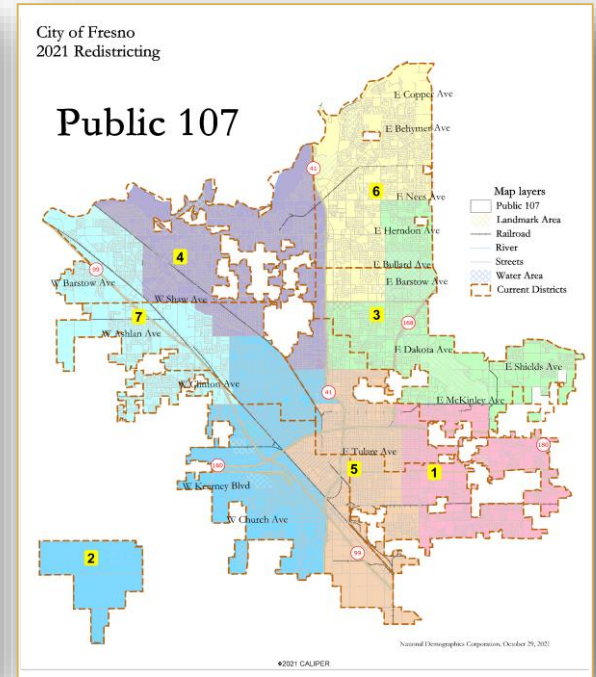 City of Fresno
2021 Redistricting
Public 107
E Copper Ave
E Behymer Ave
41
6
E Nees Ave
Map layers
Public 107
Landmark Area
Railroad
River
Streets
Water Area
Current Districts
E Herndon Ave
4
E Bullard Ave
99
E Barstow Ave
W Barstow Ave
W Shaw Ave
3
7
168
W Ashlan Ave
E Dakota Ave
E Shields Ave
W Clinton Ave
41
E McKinley Ave
E Tulare Ave
180
5
1
180
W Kearney Blvd
W Church Ave
99
2
National Demographics Corporation, October 29, 2021
©2021 CALIPER